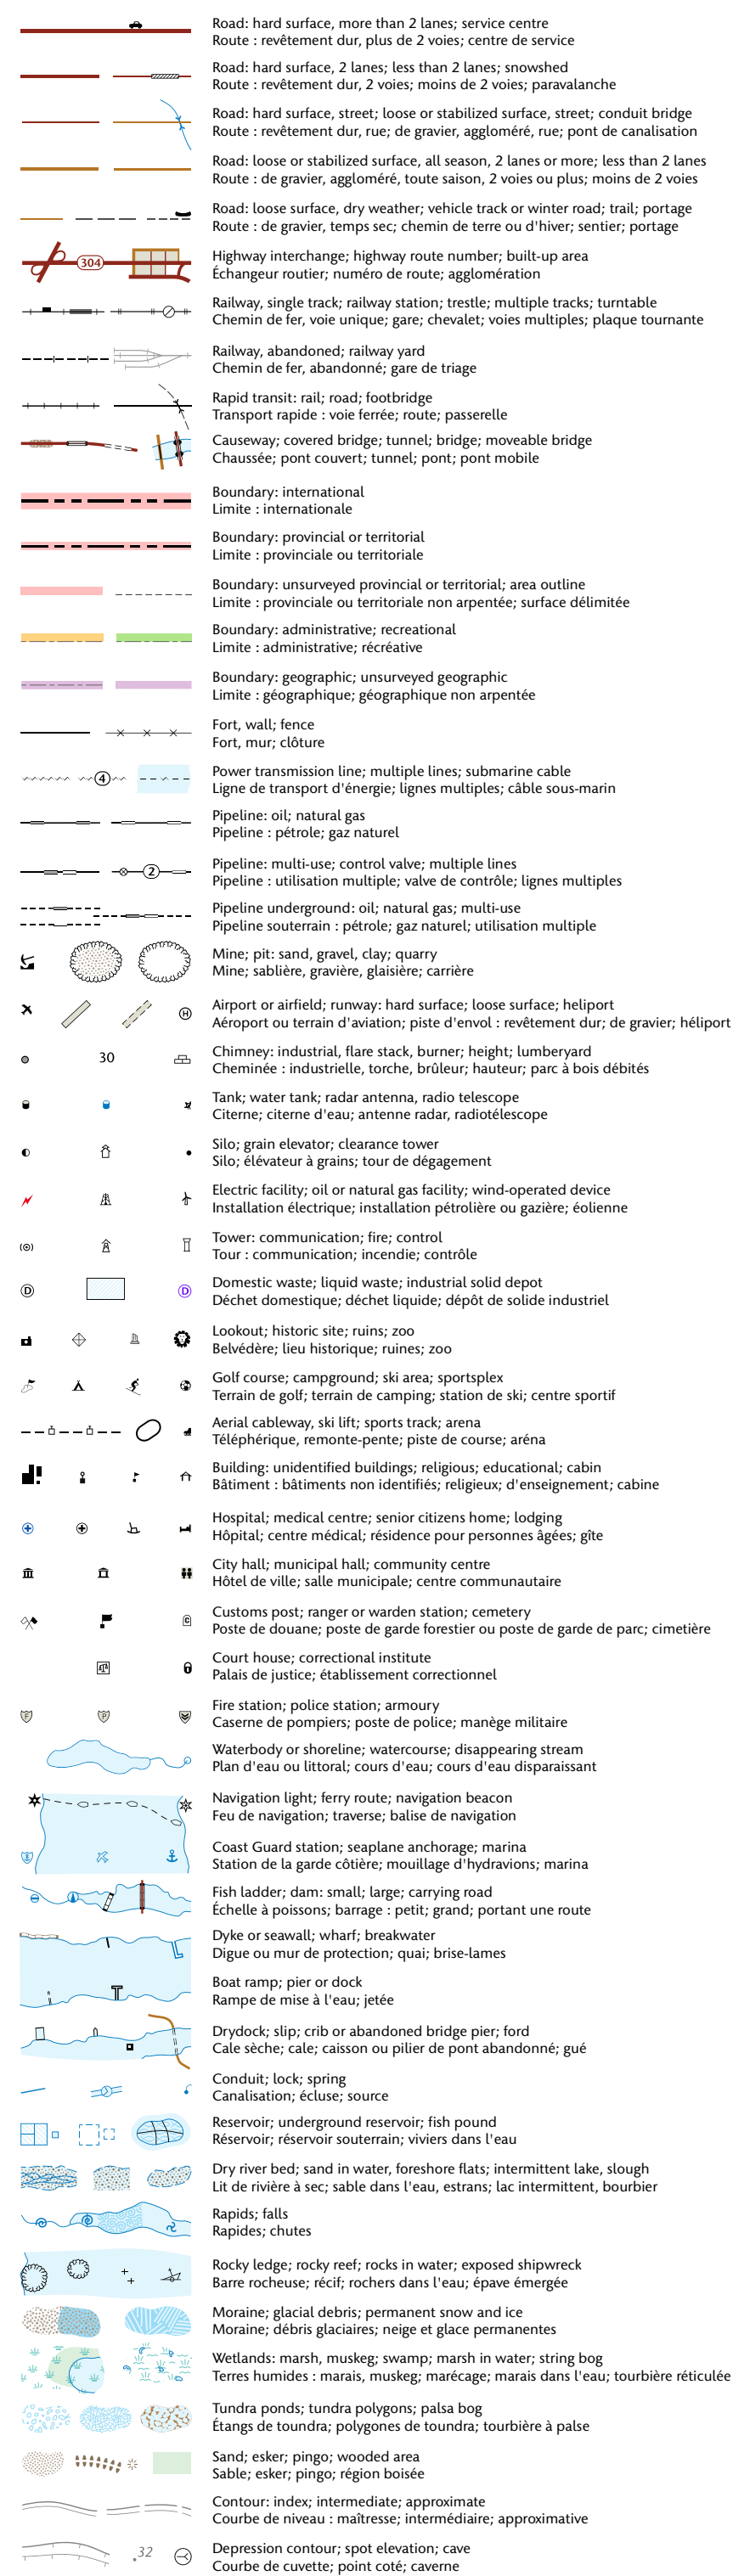 Road: hard surface, more than 2 lanes; service centre
Route : revêtement dur, plus de 2 voies; centre de service
Road: hard surface, 2 lanes; less than 2 lanes; snowshed
Route : revêtement dur, 2 voies; moins de 2 voies; paravalanche
Road: hard surface, street; loose or stabilized surface, street; conduit bridge
Route : revêtement dur, rue; de gravier, aggloméré, rue; pont de canalisation
Road: loose or stabilized surface, all season, 2 lanes or more; less than 2 lanes
Route : de gravier, aggloméré, toute saison, 2 voies ou plus; moins de 2 voies
Road: loose surface, dry weather; vehicle track or winter road; trail; portage
Route : de gravier, temps sec; chemin de terre ou d'hiver; sentier; portage
304
Highway interchange; highway route number; built-up area
Échangeur routier; numéro de route; agglomération
Railway, single track; railway station; trestle; multiple tracks; turntable
Chemin de fer, voie unique; gare; chevalet; voies multiples; plaque tournante
Railway, abandoned; railway yard
Chemin de fer, abandonné; gare de triage
Rapid transit: rail; road; footbridge
Transport rapide : voie ferrée; route; passerelle
Causeway; covered bridge; tunnel; bridge; moveable bridge
Chaussée; pont couvert; tunnel; pont; pont mobile
Boundary: international
Limite : internationale
Boundary: provincial or territorial
Limite : provinciale ou territoriale
Boundary: unsurveyed provincial or territorial; area outline
Limite : provinciale ou territoriale non arpentée; surface délimitée
Boundary: administrative; recreational
Limite : administrative; récréative
Boundary: geographic; unsurveyed geographic
Limite : géographique; géographique non arpentée
Fort, wall; fence
Fort, mur; clôture
4
Power transmission line; multiple lines; submarine cable
Ligne de transport d'énergie; lignes multiples; câble sous-marin
Pipeline: oil; natural gas
Pipeline : pétrole; gaz naturel
2
Pipeline: multi-use; control valve; multiple lines
Pipeline : utilisation multiple; valve de contrôle; lignes multiples
Pipeline underground: oil; natural gas; multi-use
Pipeline souterrain : pétrole; gaz naturel; utilisation multiple
Mine; pit: sand, gravel, clay; quarry
Mine; sablière, gravière, glaisière; carrière
H
Airport or airfield; runway: hard surface; loose surface; heliport
Aéroport ou terrain d'aviation; piste d'envol : revêtement dur; de gravier; héliport
30
Chimney: industrial, flare stack, burner; height; lumberyard
Cheminée : industrielle, torche, brûleur; hauteur; parc à bois débités
Tank; water tank; radar antenna, radio telescope
Citerne; citerne d'eau; antenne radar, radiotélescope
Silo; grain elevator; clearance tower
Silo; élévateur à grains; tour de dégagement
Electric facility; oil or natural gas facility; wind-operated device
Installation électrique; installation pétrolière ou gazière; éolienne
Tower: communication; fire; control
Tour : communication; incendie; contrôle
D D
Domestic waste; liquid waste; industrial solid depot
Déchet domestique; déchet liquide; dépôt de solide industriel
Lookout; historic site; ruins; zoo
Belvédère; lieu historique; ruines; zoo
Golf course; campground; ski area; sportsplex
Terrain de golf; terrain de camping; station de ski; centre sportif
Aerial cableway, ski lift; sports track; arena
Téléphérique, remonte-pente; piste de course; aréna
Building: unidentified buildings; religious; educational; cabin
Bâtiment : bâtiments non identifiés; religieux; d'enseignement; cabine
Hospital; medical centre; senior citizens home; lodging
Hôpital; centre médical; résidence pour personnes âgées; gîte
City hall; municipal hall; community centre
Hôtel de ville; salle municipale; centre communautaire
C
Customs post; ranger or warden station; cemetery
Poste de douane; poste de garde forestier ou poste de garde de parc; cimetière
Court house; correctional institute
Palais de justice; établissement correctionnel
F P
Fire station; police station; armoury
Caserne de pompiers; poste de police; manège militaire
Waterbody or shoreline; watercourse; disappearing stream
Plan d'eau ou littoral; cours d'eau; cours d'eau disparaissant
Navigation light; ferry route; navigation beacon
Feu de navigation; traverse; balise de navigation
Coast Guard station; seaplane anchorage; marina
Station de la garde côtière; mouillage d'hydravions; marina
Fish ladder; dam: small; large; carrying road
Échelle à poissons; barrage : petit; grand; portant une route
Dyke or seawall; wharf; breakwater
Digue ou mur de protection; quai; brise-lames
Boat ramp; pier or dock
Rampe de mise à l'eau; jetée
Drydock; slip; crib or abandoned bridge pier; ford
Cale sèche; cale; caisson ou pilier de pont abandonné; gué
Conduit; lock; spring
Canalisation; écluse; source
Reservoir; underground reservoir; fish pound
Réservoir; réservoir souterrain; viviers dans l'eau
Dry river bed; sand in water, foreshore flats; intermittent lake, slough
Lit de rivière à sec; sable dans l'eau, estrans; lac intermittent, bourbier
Rapids; falls
Rapides; chutes
Rocky ledge; rocky reef; rocks in water; exposed shipwreck
Barre rocheuse; récif; rochers dans l'eau; épave émergée
Moraine; glacial debris; permanent snow and ice
Moraine; débris glaciaires; neige et glace permanentes
Wetlands: marsh, muskeg; swamp; marsh in water; string bog
Terres humides : marais, muskeg; marécage; marais dans l'eau; tourbière réticulée
Tundra ponds; tundra polygons; palsa bog
Étangs de toundra; polygones de toundra; tourbière à palse
Sand; esker; pingo; wooded area
Sable; esker; pingo; région boisée
Contour: index; intermediate; approximate
Courbe de niveau : maîtresse; intermédiaire; approximative
.32
Depression contour; spot elevation; cave
Courbe de cuvette; point coté; caverne